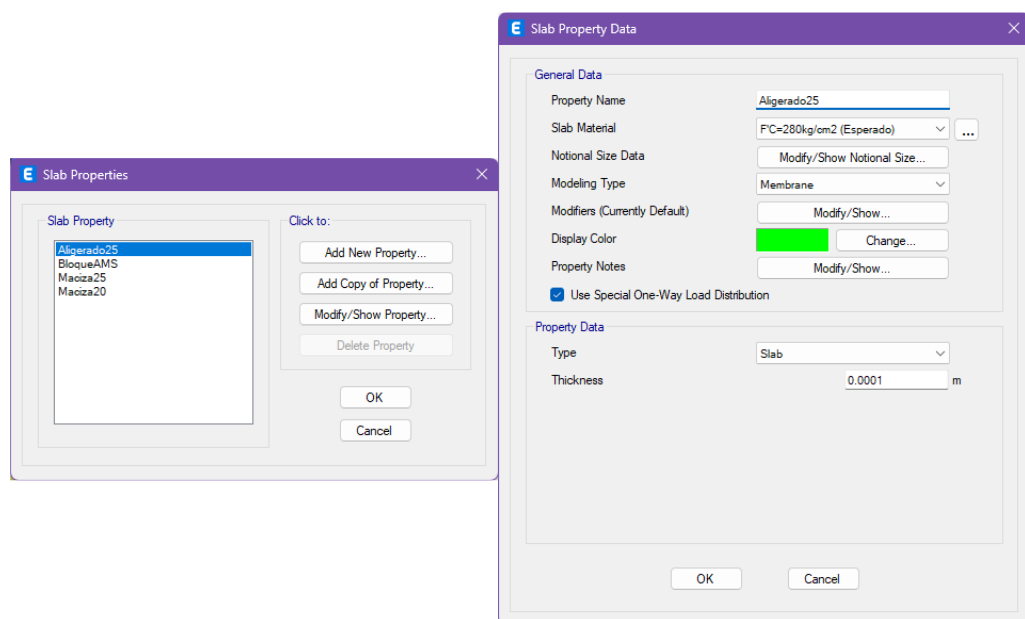 Slab Properties
Slab Property
Aligerado25
BloqueAMS
Maciza25
Maciza20
Click to:
Add New Property...
Add Copy of Property...
Modify/Show Property...
Delete Property
OK
Cancel
E Slab Property Data
General Data
Property Name Aligerado25
Slab Material F'C=280kg/cm2 (Esperado) ...
Notional Size Data Modify/Show Notional Size...
Modeling Type Membrane
Modifiers (Currently Default) Modify/Show...
Display Color Change...
Property Notes Modify/Show...
Use Special One-Way Load Distribution
Property Data
Type Slab
Thickness 0.0001 m
OK Cancel